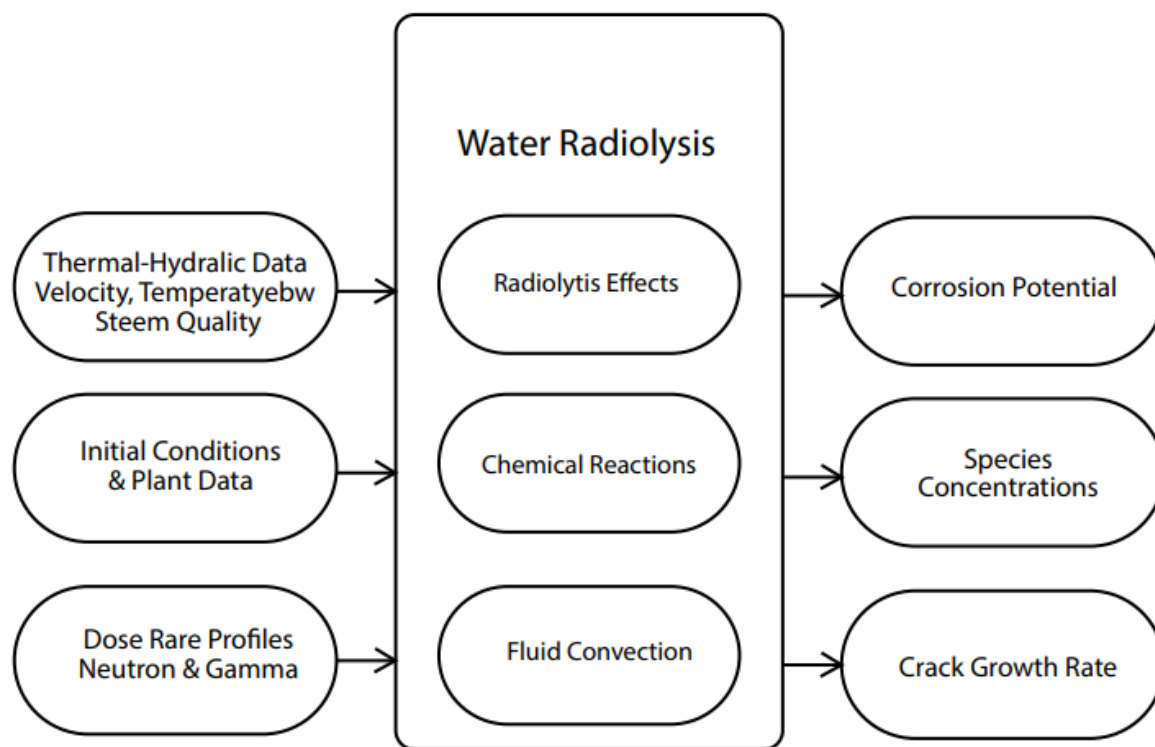 Water Radiolysis
Thermal-Hydralic Data
Velocity, Temperatyebw
Steem Quality
Radiolytis Effects
Corrosion Potential
Initial Conditions
& Plant Data
Chemical Reactions
Species
Concentrations
Dose Rare Profiles
Neutron & Gamma
Fluid Convection
Crack Growth Rate